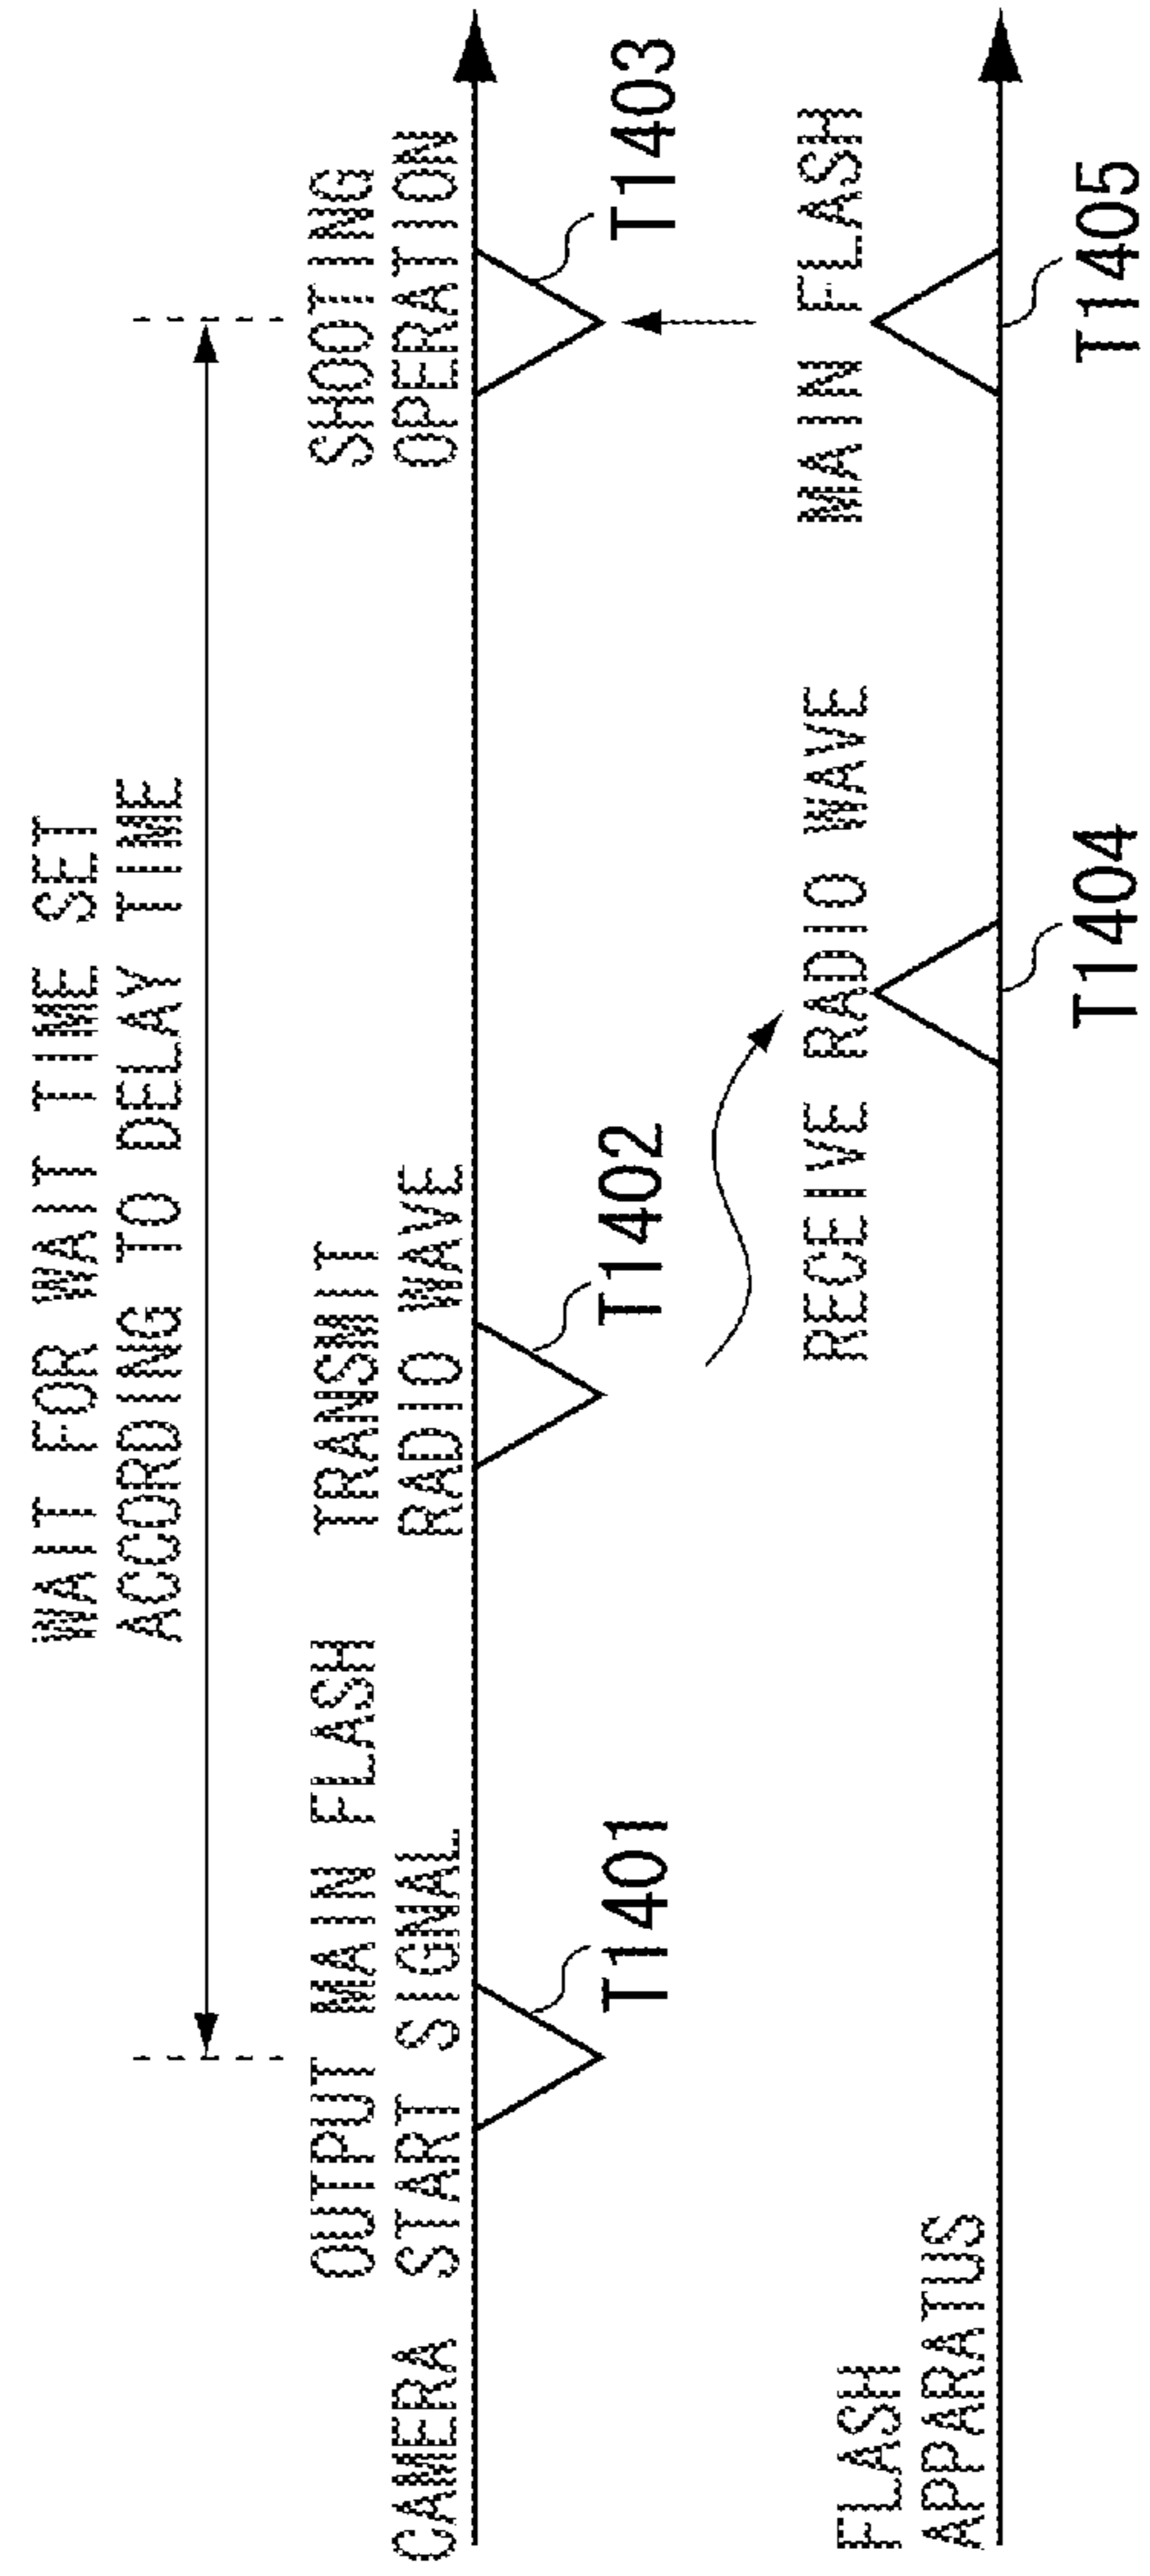 WAIT FOR WAIT TIME SET
ACCORDING TO DELAY TIME
OUTPUT MAIN FLASH
START SIGNAL
TRANSMIT
RADIO WAVE
SHOOTING
OPERATION
CAMERA
T1401
T1402
T1403
RECEIVE RADIO WAVE
MAIN FLASH
FLASH
APPARATUS
T1404
T1405